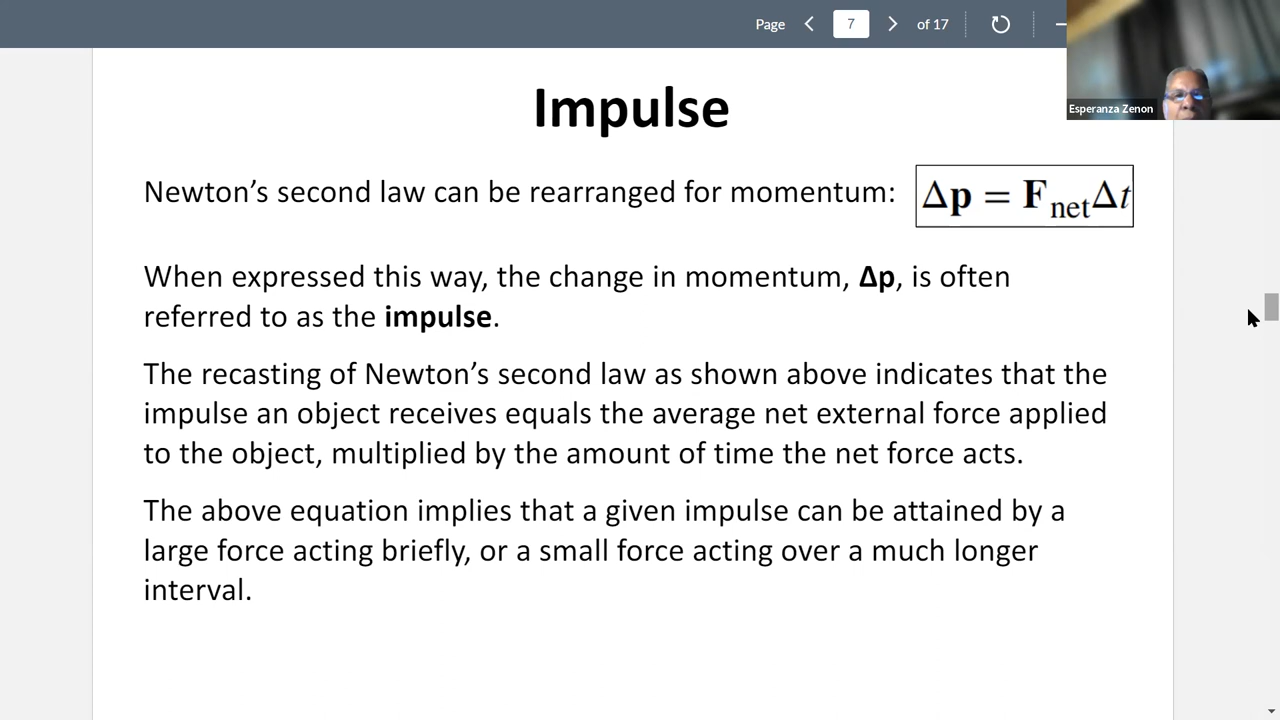 Page 7 of 17
Esperanza Zenon
Impulse
Newton’s second law can be rearranged for momentum: Δp = F net Δt
When expressed this way, the change in momentum, Δp, is often
referred to as the impulse.
The recasting of Newton’s second law as shown above indicates that the
impulse an object receives equals the average net external force applied
to the object, multiplied by the amount of time the net force acts.
The above equation implies that a given impulse can be attained by a
large force acting briefly, or a small force acting over a much longer
interval.